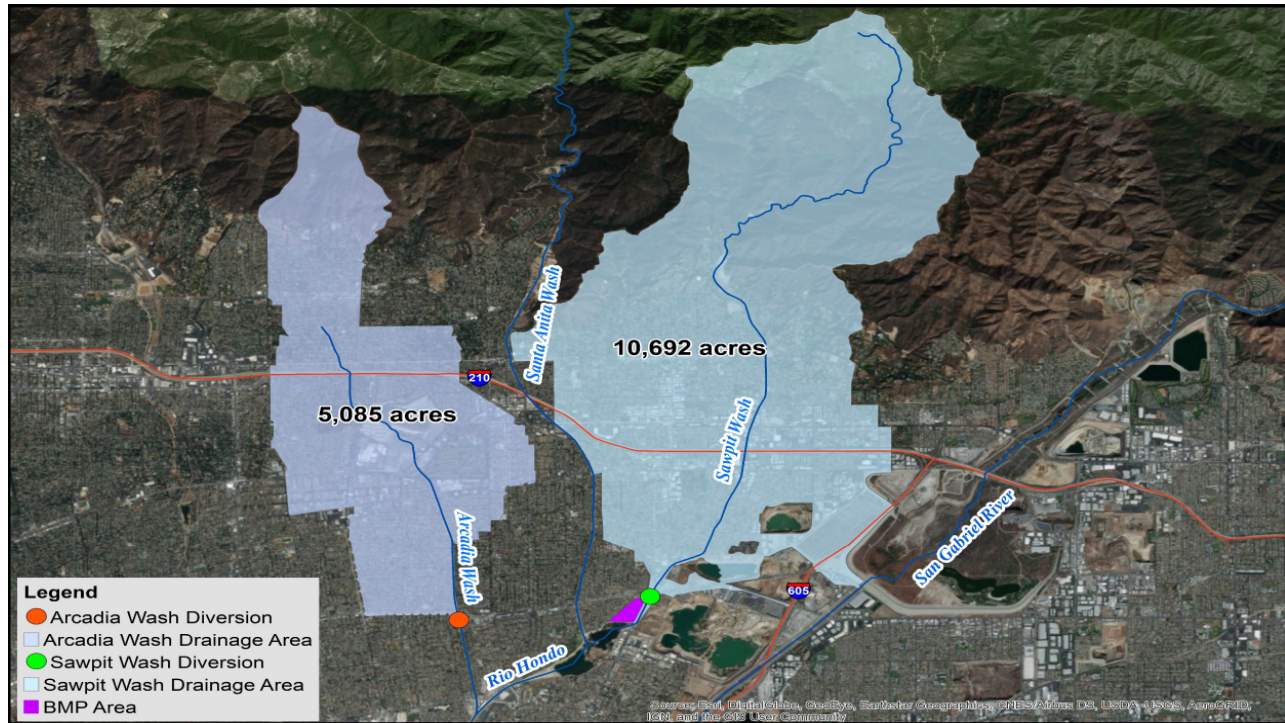 Santa Anita Wash
10,692 acres
210
5,085 acres
Sawpit Wash
Arcadia Wash
San Gabriel River
605
Rio Hondo
Legend
Arcadia Wash Diversion
Arcadia Wash Drainage Area
Sawpit Wash Diversion
Sawpit Wash Drainage Area
BMP Area
Source: Esri, DigitalGlobe, GeoEye, Earthstar Geographics, CNES/Airbus DS, USDA, USGS, AeroGRID,
IGN, and the GIS User Community